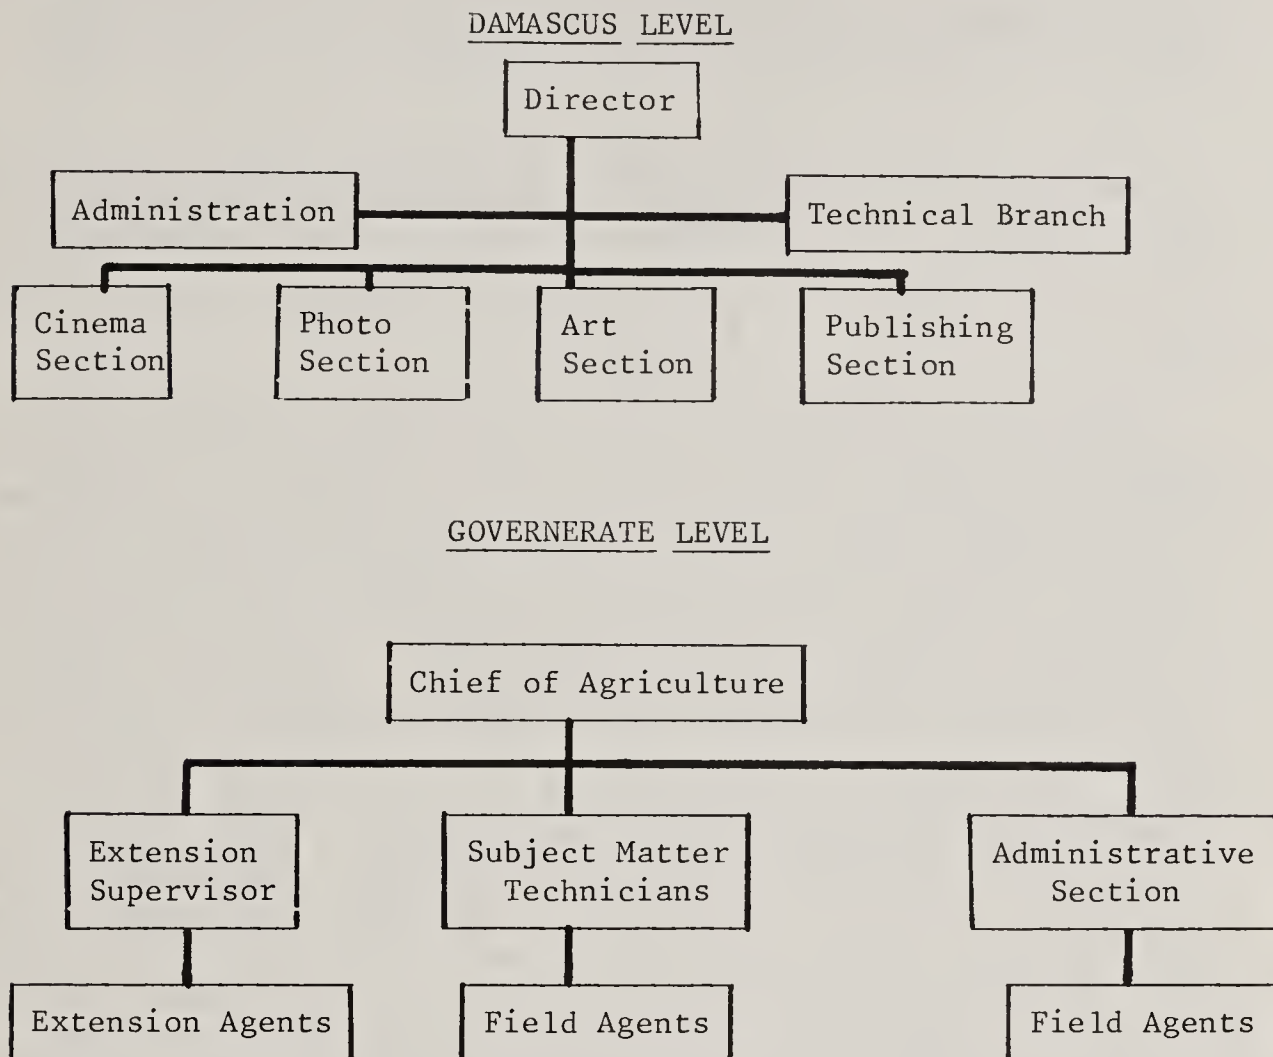 DAMASCUS LEVEL
Director
Administration
Technical Branch
Cinema
Section
Photo
Section
Art
Section
Publishing
Section
GOVERNERATE LEVEL
Chief of Agriculture
Extension
Supervisor
Subject Matter
Technicians
Administrative
Section
Extension Agents
Field Agents
Field Agents